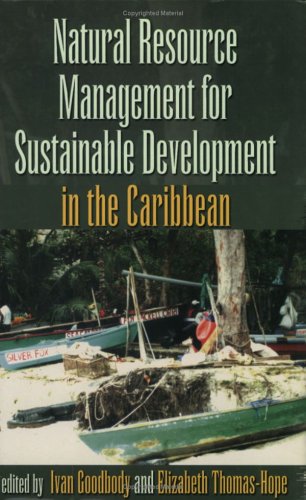 Natural Resource
Management for
Sustainable Development
in the Caribbean
SILVER FOX
edited by Ivan Goodbody and Elizabeth Thomas-Hope